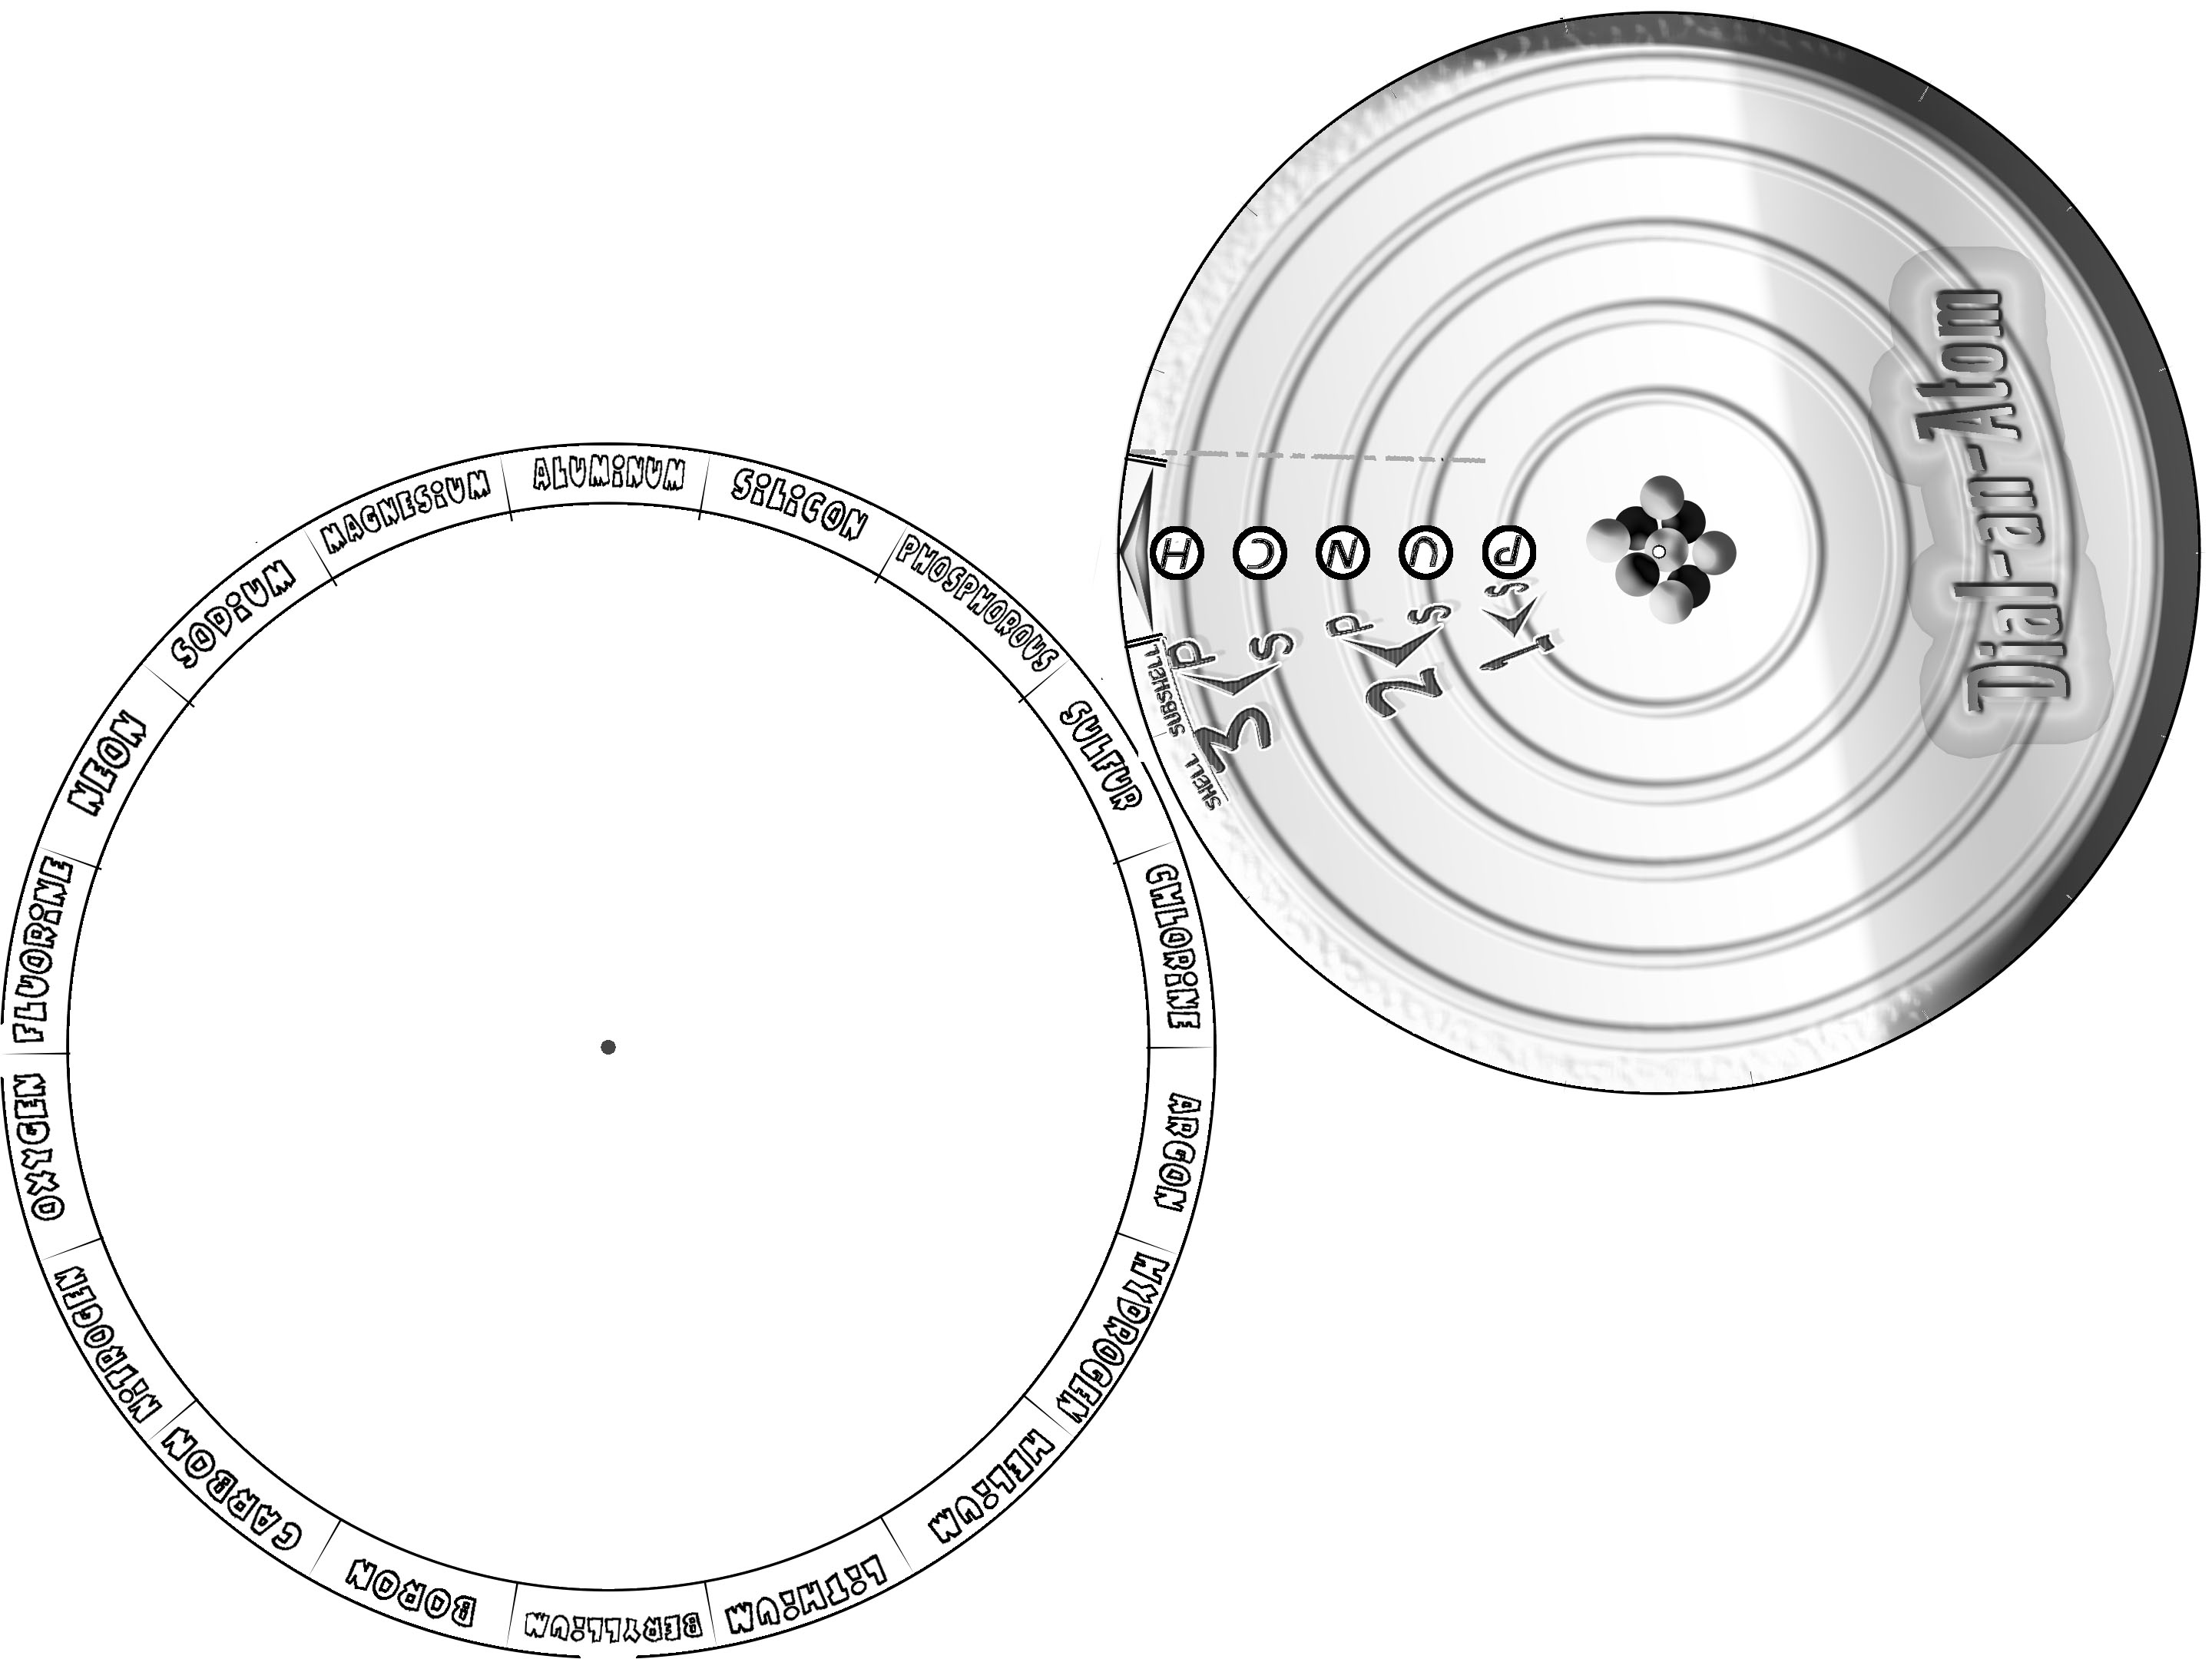 HYDROGEN
HELiUM
LiTHiUM
BERYLLiUM
BORON
CARBON
NiTROGEN
OXYGEN
FLUORiNE
NEON
SODiUM
MAGNESiUM
ALUMiNUM
SiLiCON
PHOSPHOROUS
SULFUR
CHLORiNE
ARGON
Dial-an-Atom
P
U
N
C
H
1 < s
2 < s p
3 < s p
SHELL SUBSHELL